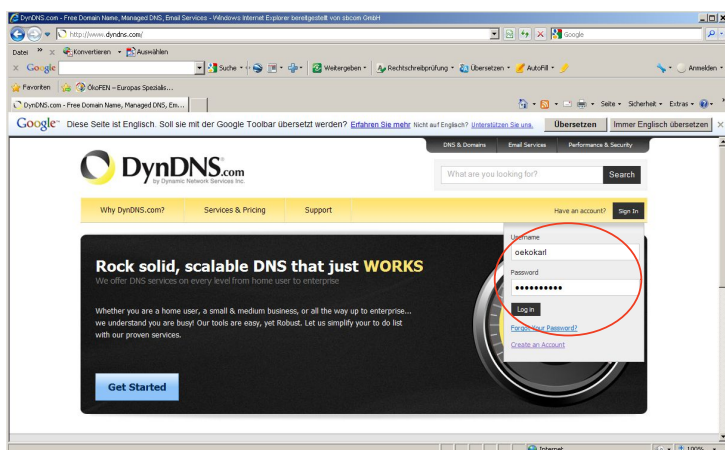 DynDNS.com - Free Domain Name, Managed DNS, Email Services - Windows Internet Explorer bereitgestellt von sbcom GmbH
http://www.dyndns.com/
Google
Datei » x Konvertieren Auswählen
x Google Suche Weitergeben Rechtschreibprüfung Übersetzen AutoFill Anmelden
Favoriten ÖkoFEN – Europas Spezialis...
DynDNS.com - Free Domain Name, Managed DNS, Em... Seite Sicherheit Extras
Google Diese Seite ist Englisch. Soll sie mit der Google Toolbar übersetzt werden? Erfahren Sie mehr Nicht auf Englisch? Unterstützen Sie uns. Übersetzen Immer Englisch übersetzen x
DNS & Domains Email Services Performance & Security
DynDNS.com
by Dynamic Network Services Inc.
What are you looking for? Search
Why DynDNS.com? Services & Pricing Support Have an account? Sign In
Username
oekokarl
Password
••••••••••
Log in
Forgot Your Password?
Create an Account
Rock solid, scalable DNS that just WORKS
We offer DNS services on every level from home user to enterprise
Whether you are a home user, a small & medium business, or all the way up to enterprise...
we understand you are busy! Our tools are easy, yet Robust. Let us simplify your to do list
with our proven services.
Get Started
Internet 100%